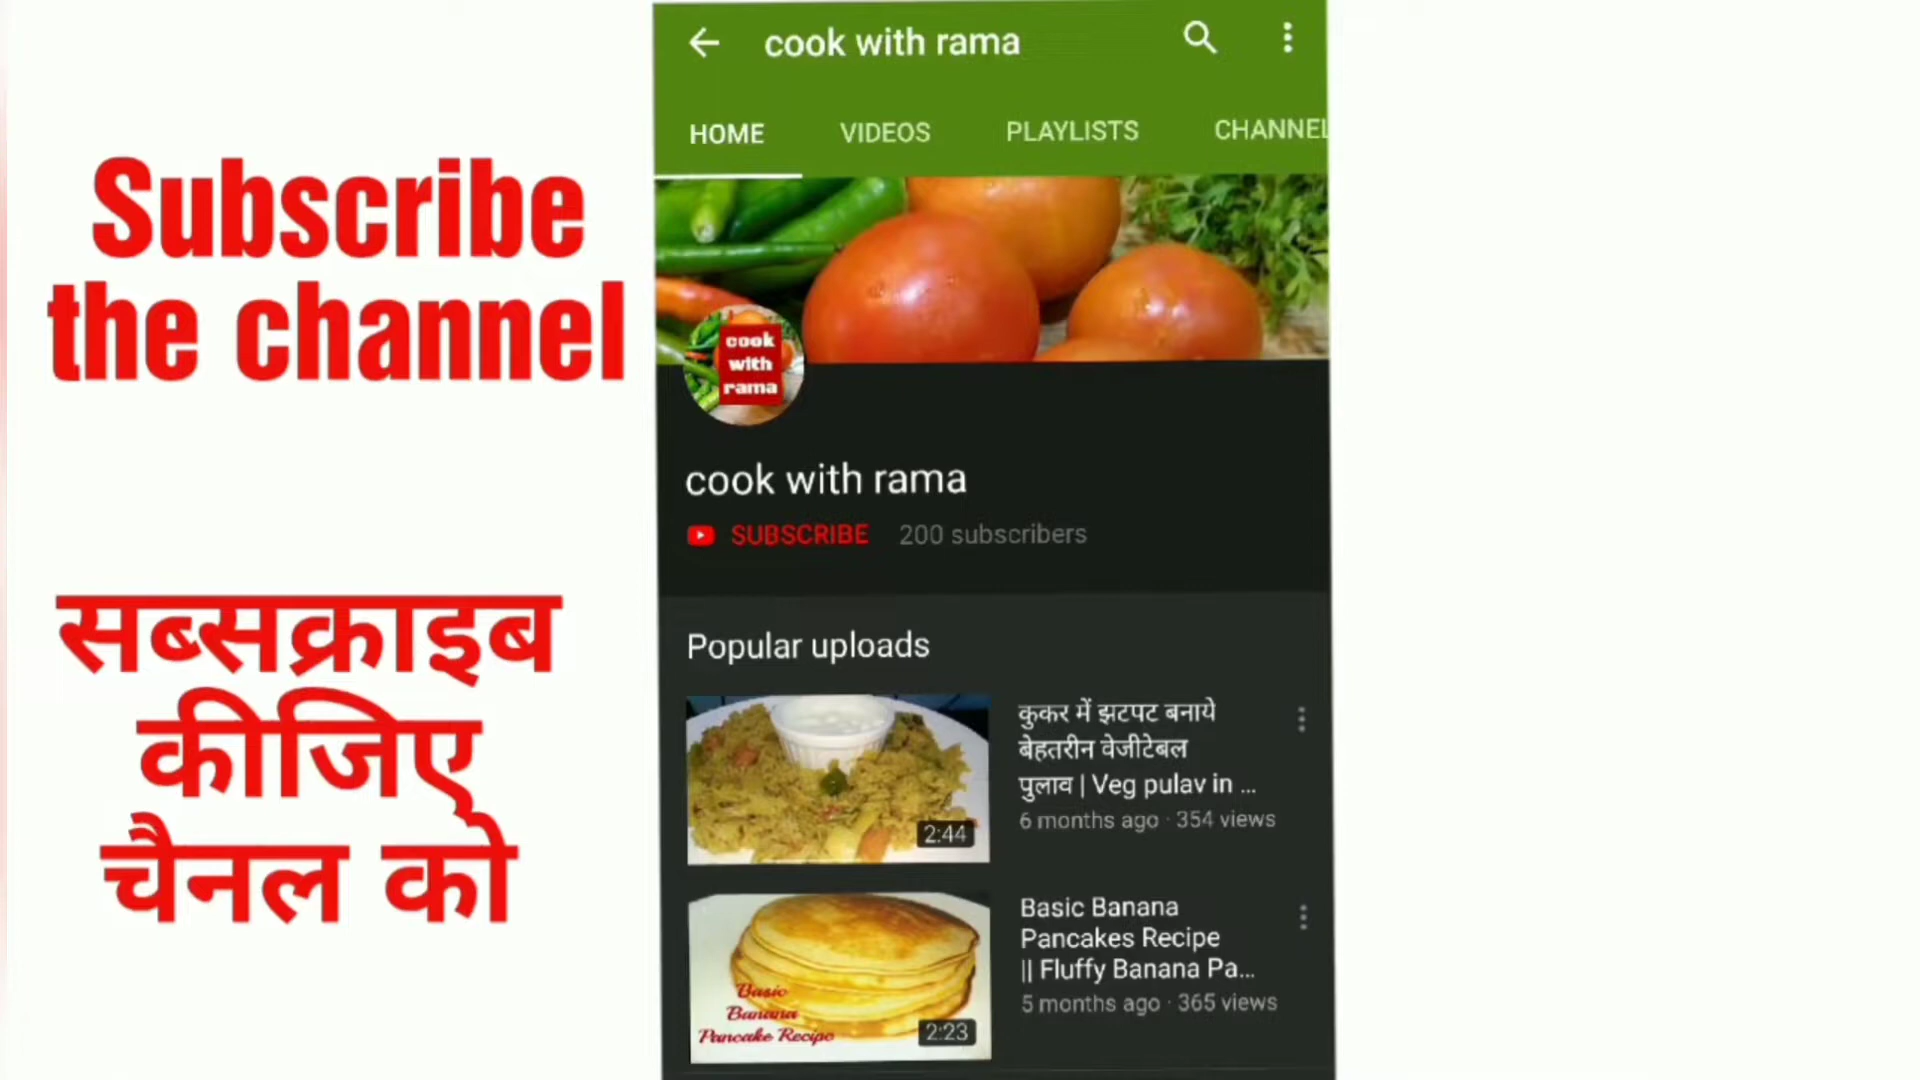 Subscribe
the channel
सब्सक्राइब
कीजिए
चैनल को
cook with rama
HOME VIDEOS PLAYLISTS CHANNEL
cook
with
rama
cook with rama
SUBSCRIBE 200 subscribers
Popular uploads
कुकर में झटपट बनाये
बेहतरीन वेजीटेबल
पुलाव | Veg pulav in ...
6 months ago · 354 views
2:44
Basic Banana
Pancakes Recipe
|| Fluffy Banana Pa...
5 months ago · 365 views
Basic
Banana
Pancake Recipe
2:23